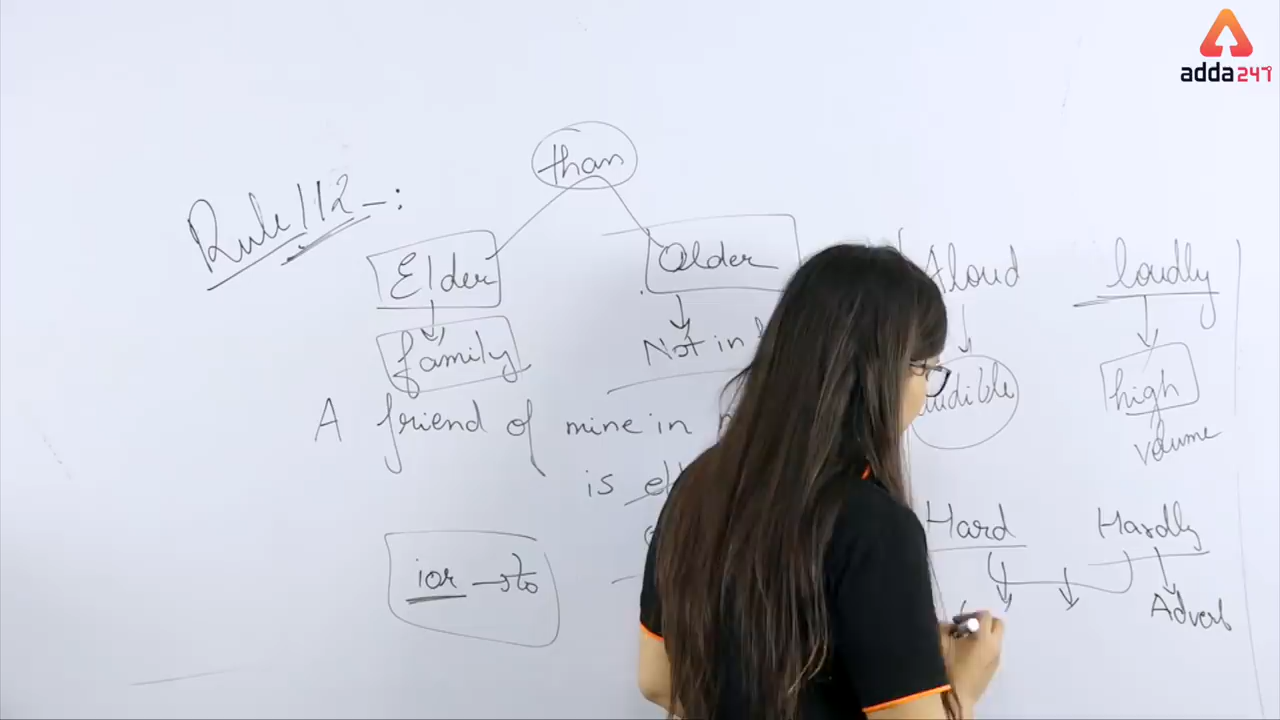 adda247
than
Rule 112 -:
Elder
Older
Aloud
loudly
family
Not in
audible
high
volume
A friend of mine in
is
Hard
Hardly
ior → to
Adverb